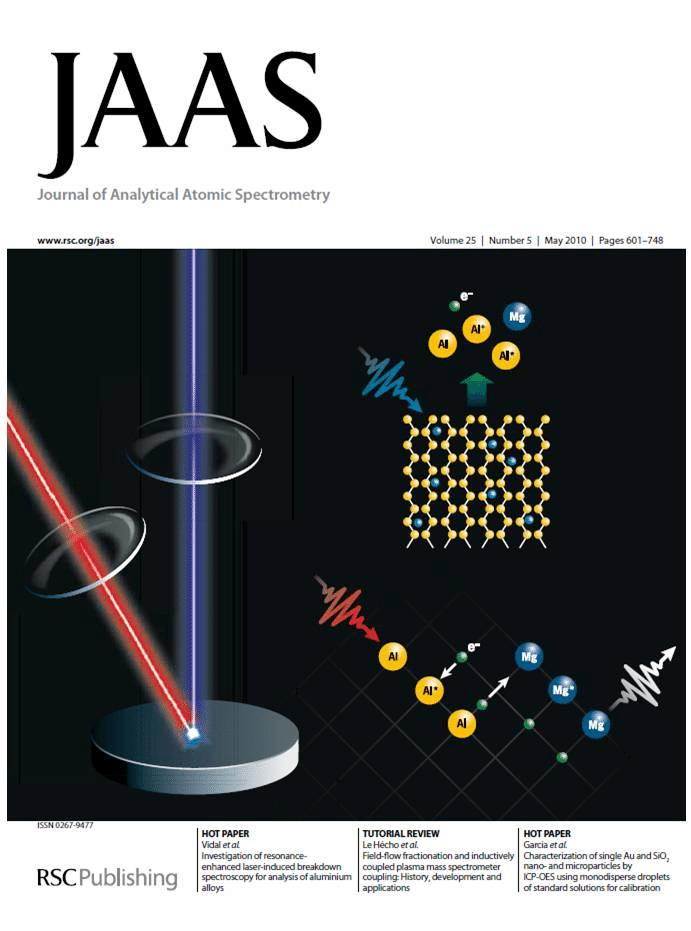 JAAS
Journal of Analytical Atomic Spectrometry
www.rsc.org/jaas
Volume 25 | Number 5 | May 2010 | Pages 601–748
e⁻
Mg
Al*
Al
Al*
e⁻
Al
Mg
Al*
Mg*
Al
Mg
ISSN 0267-9477
RSCPublishing
HOT PAPER
Vidal et al.
Investigation of resonance-
enhanced laser-induced breakdown
spectroscopy for analysis of aluminium
alloys
TUTORIAL REVIEW
Le Hécho et al.
Field-flow fractionation and inductively
coupled plasma mass spectrometer
coupling: History, development and
applications
HOT PAPER
Garcia et al.
Characterization of single Au and SiO₂
nano- and microparticles by
ICP-OES using monodisperse droplets
of standard solutions for calibration